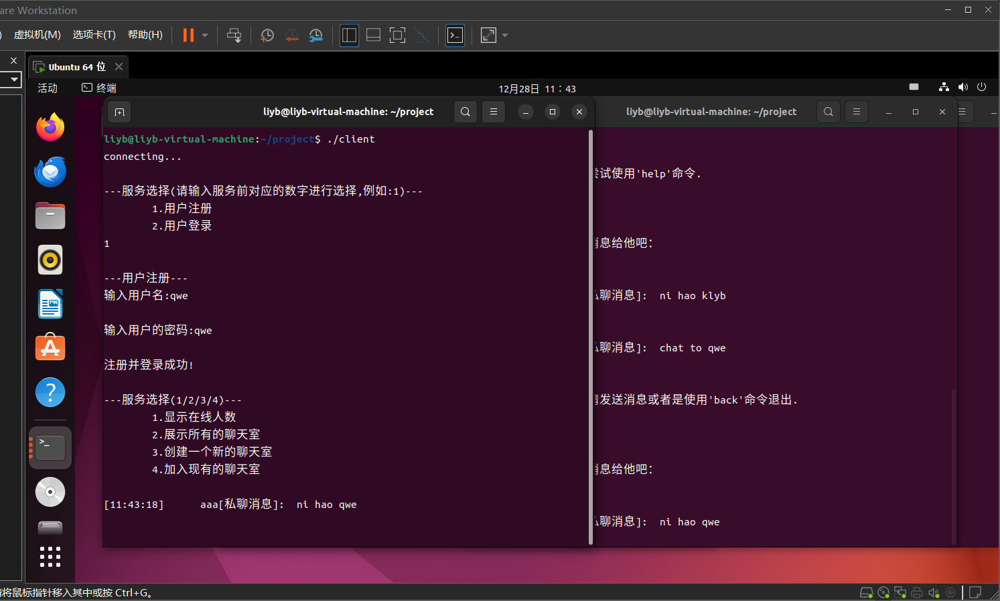 are Workstation
) 虚拟机(M) 选项卡(T) 帮助(H)
Ubuntu 64 位
活动 终端 12月28日 11：43
liyb@liyb-virtual-machine: ~/project
liyb@liyb-virtual-machine:~/project$ ./client
connecting...
---服务选择(请输入服务前对应的数字进行选择,例如:1)---
1.用户注册
2.用户登录
1
---用户注册---
输入用户名:qwe
输入用户的密码:qwe
注册并登录成功!
---服务选择(1/2/3/4)---
1.显示在线人数
2.展示所有的聊天室
3.创建一个新的聊天室
4.加入现有的聊天室
[11:43:18] aaa[私聊消息]: ni hao qwe
liyb@liyb-virtual-machine: ~/project
试使用'help'命令.
息给他吧:
聊消息]: ni hao klyb
聊消息]: chat to qwe
发送消息或者是使用'back'命令退出.
息给他吧:
聊消息]: ni hao qwe
将鼠标指针移入其中或按 Ctrl+G。